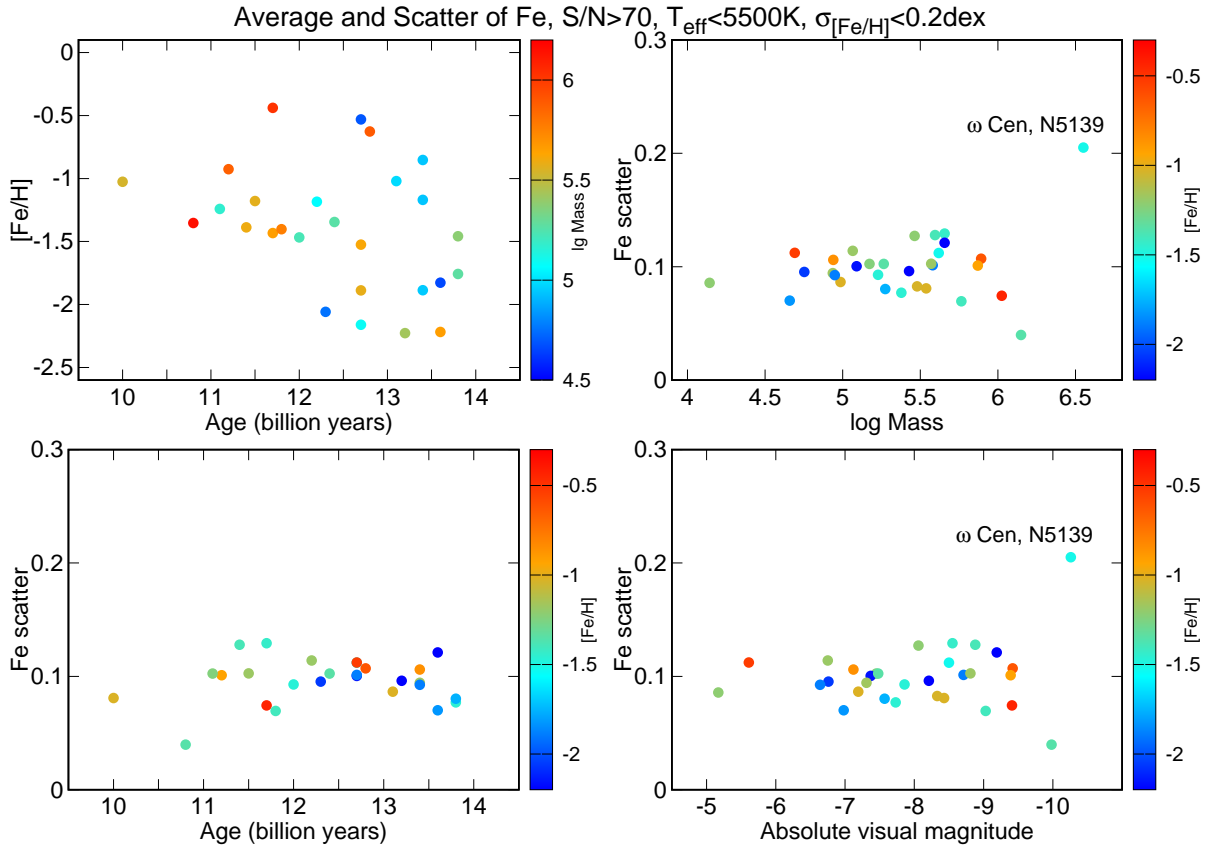 Average and Scatter of Fe, S/N>70, T_eff<5500K, σ_[Fe/H]<0.2dex
0
-0.5
-1
-1.5
-2
-2.5
[Fe/H]
10 11 12 13 14
Age (billion years)
6
5.5
5
4.5
lg Mass
0.3
0.2
0.1
0
Fe scatter
ω Cen, N5139
4 4.5 5 5.5 6 6.5
log Mass
-0.5
-1
-1.5
-2
[Fe/H]
0.3
0.2
0.1
0
Fe scatter
10 11 12 13 14
Age (billion years)
-0.5
-1
-1.5
-2
[Fe/H]
0.3
0.2
0.1
0
Fe scatter
ω Cen, N5139
-5 -6 -7 -8 -9 -10
Absolute visual magnitude
-0.5
-1
-1.5
-2
[Fe/H]